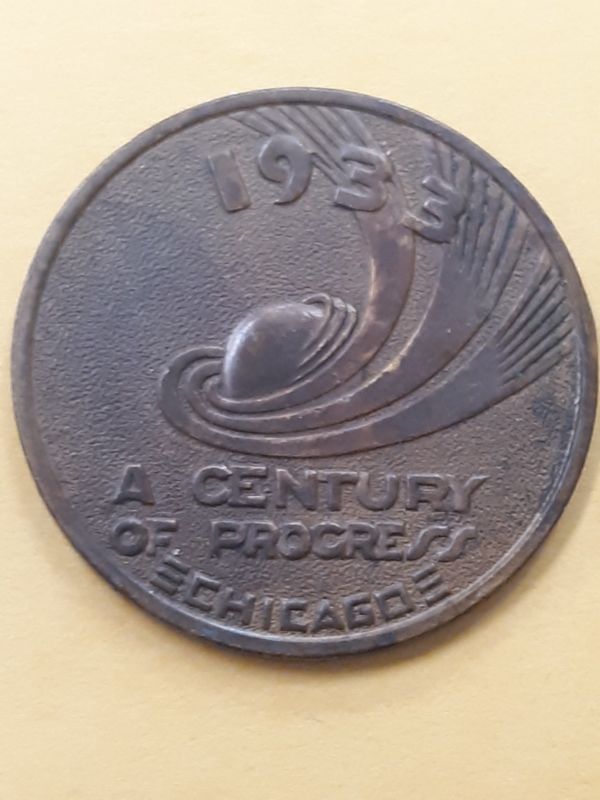 1933
A CENTURY
OF PROGRESS
CHICAGO